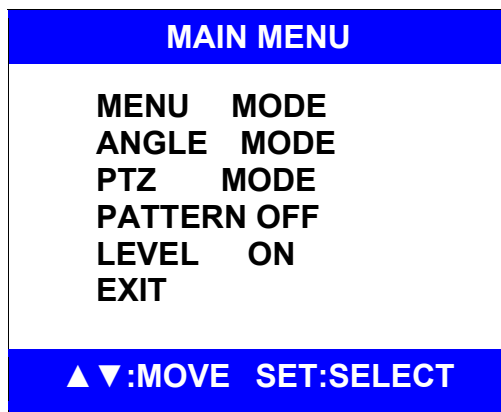 MAIN MENU
MENU MODE
ANGLE MODE
PTZ MODE
PATTERN OFF
LEVEL ON
EXIT
▲▼:MOVE SET:SELECT